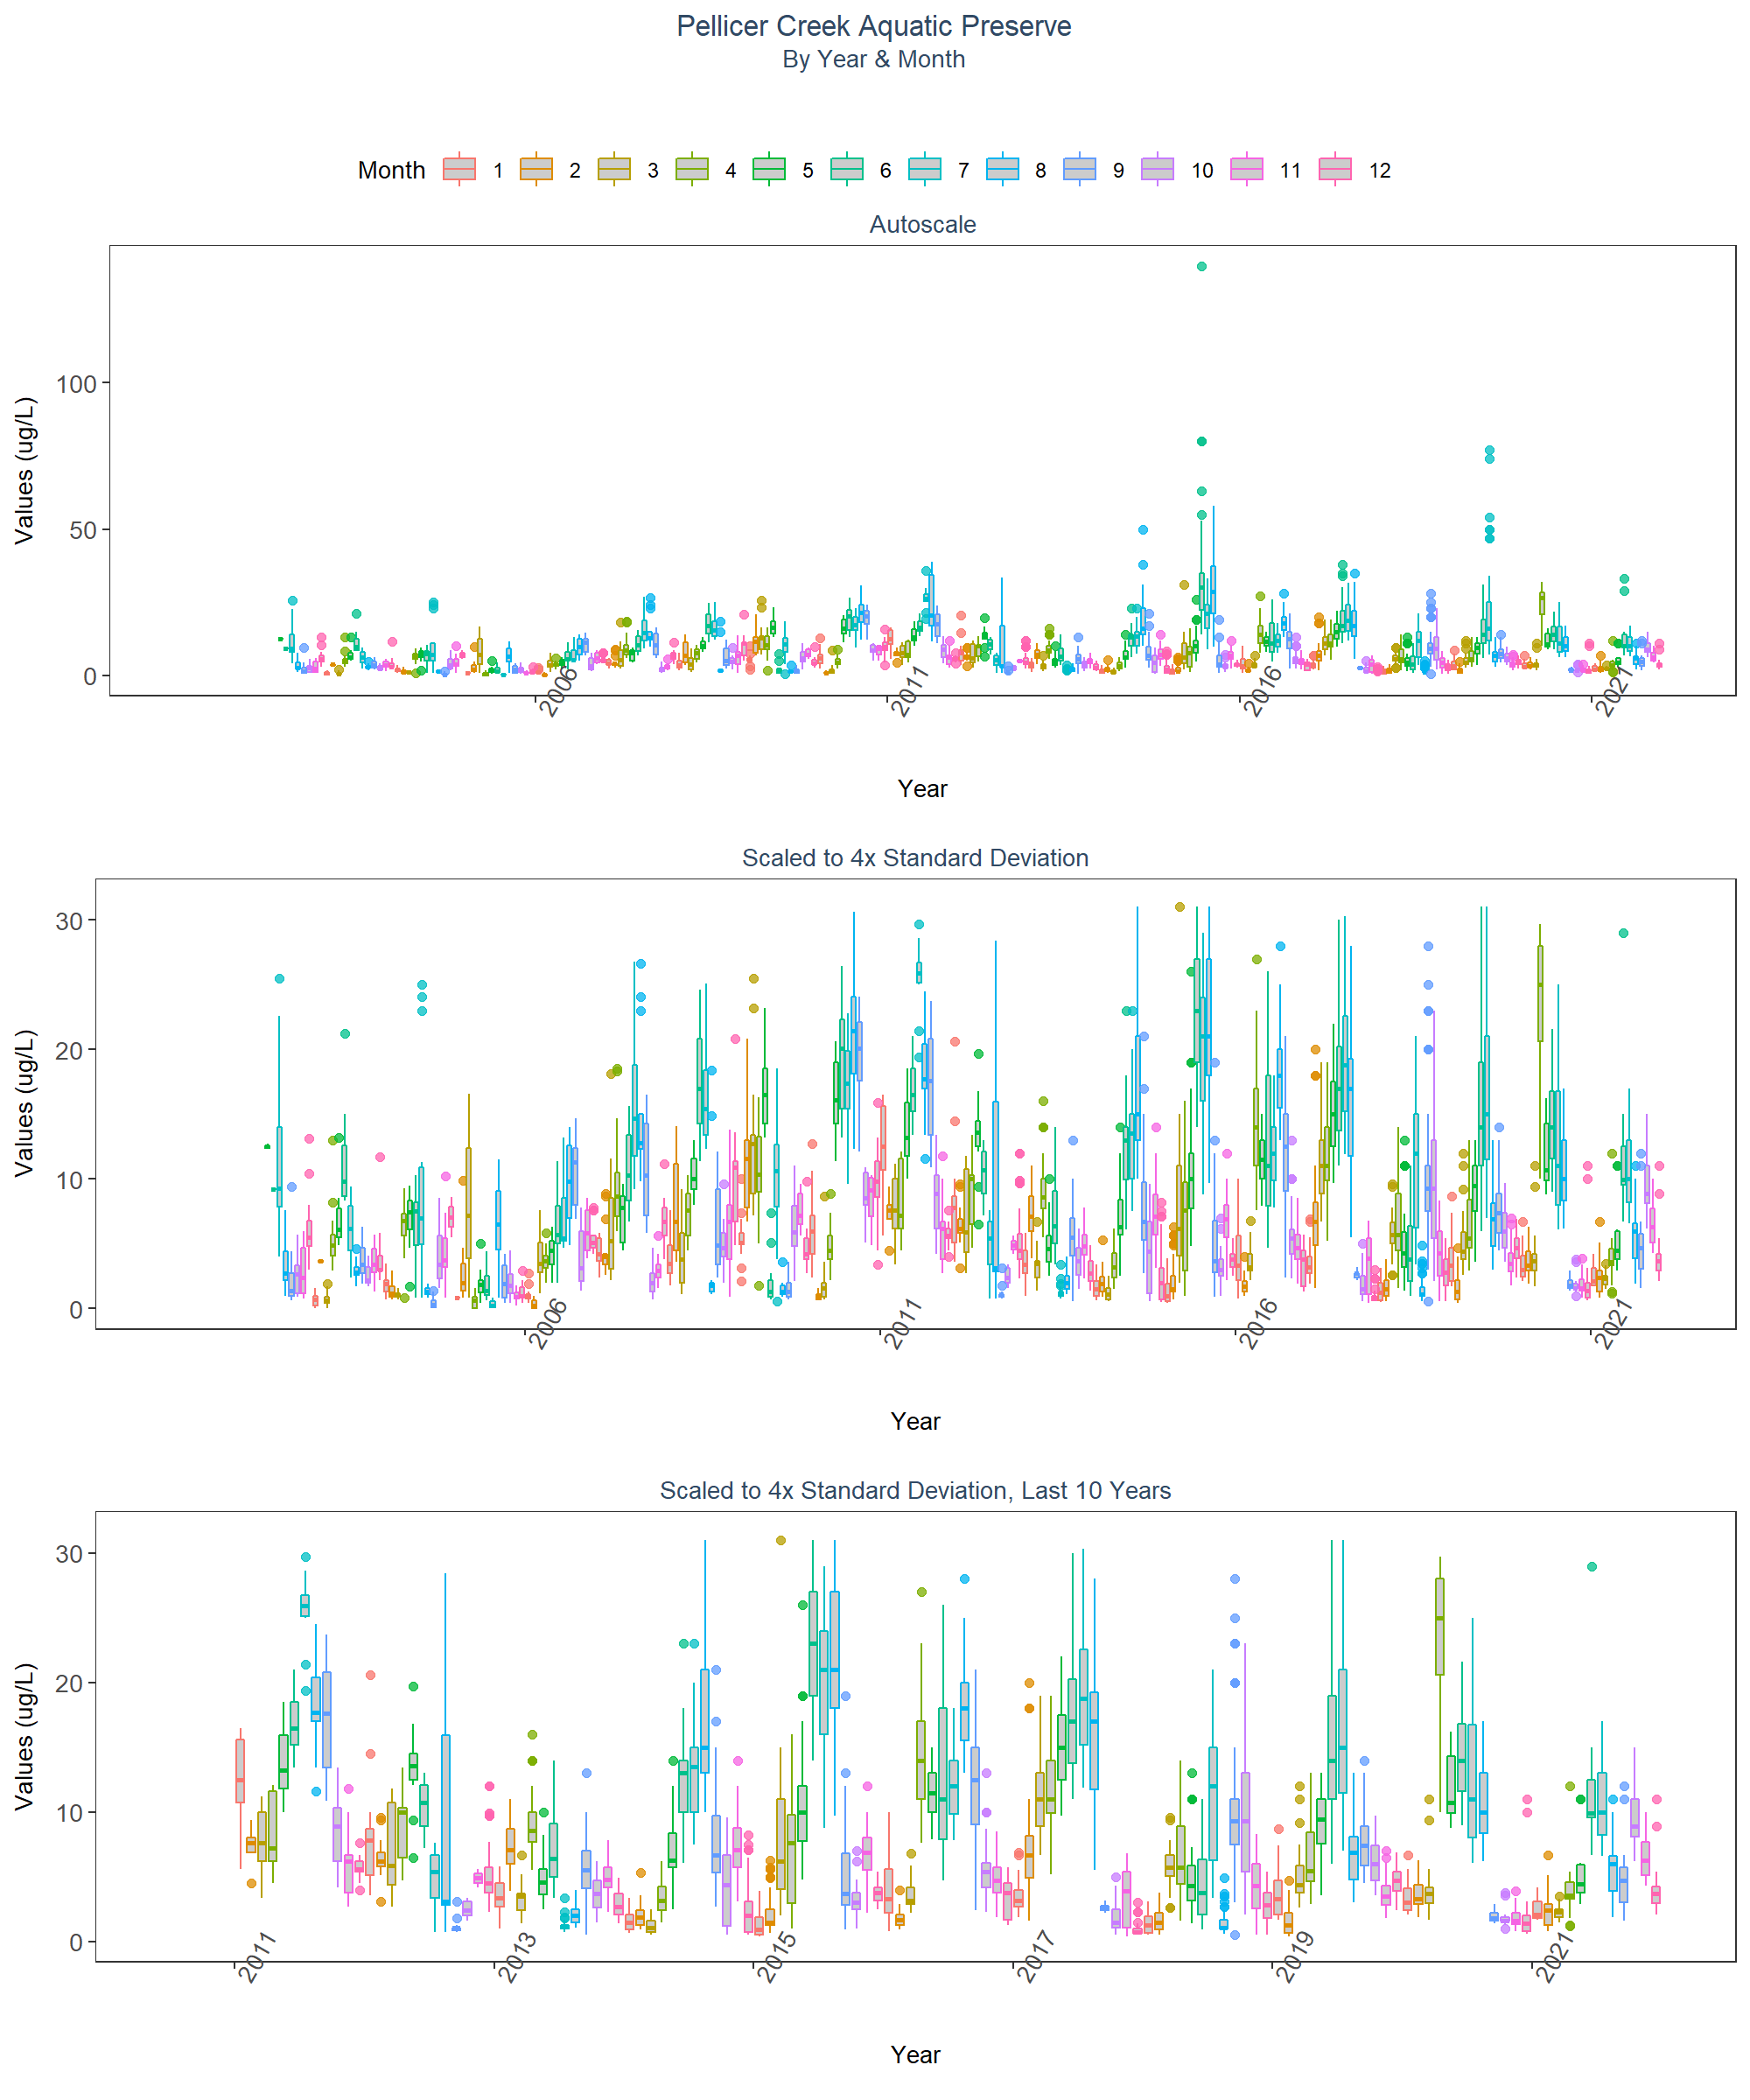 Pellicer Creek Aquatic Preserve
By Year & Month
Month 1 2 3 4 5 6 7 8 9 10 11 12
Autoscale
Values (ug/L)
100
50
0
2006 2011 2016 2021
Year
Scaled to 4x Standard Deviation
Values (ug/L)
30
20
10
0
2006 2011 2016 2021
Year
Scaled to 4x Standard Deviation, Last 10 Years
Values (ug/L)
30
20
10
0
2011 2013 2015 2017 2019 2021
Year